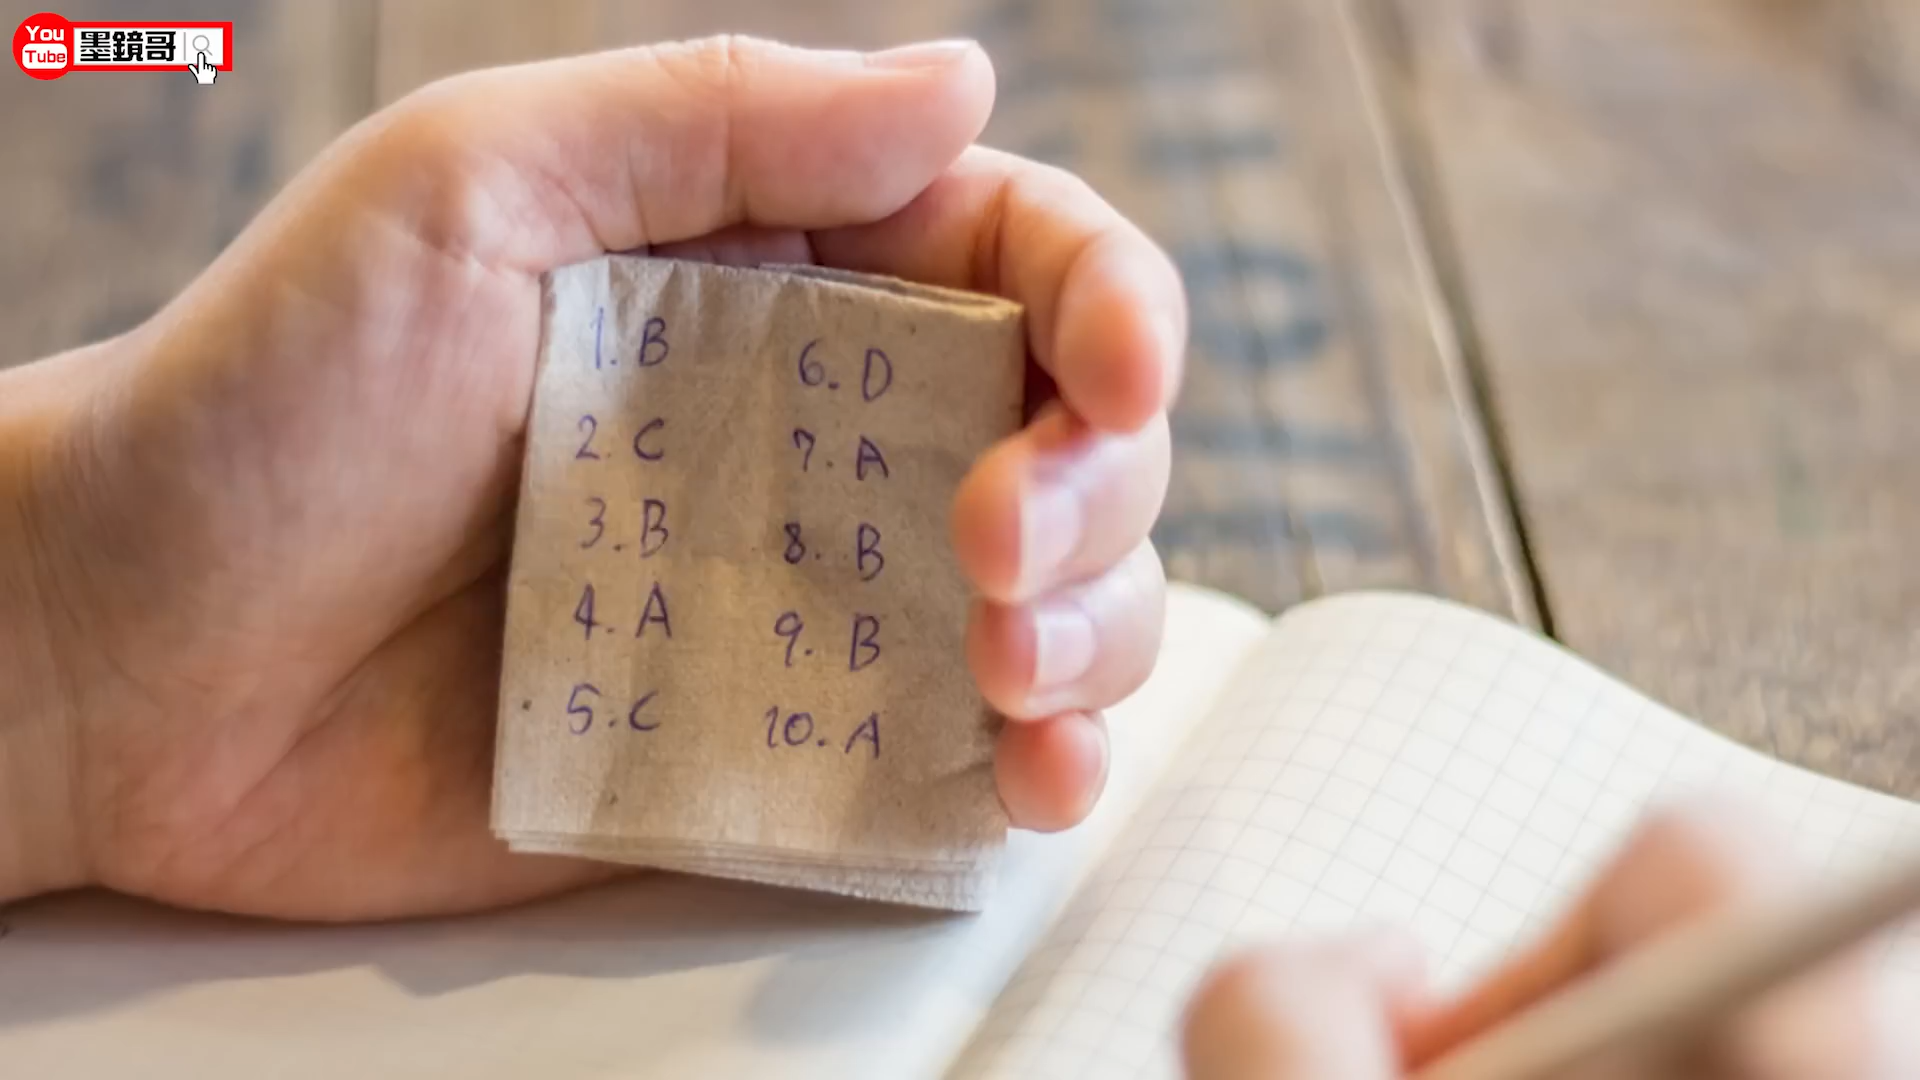 You
Tube
墨鏡哥
1. B
2. C
3. B
4. A
5. C
6. D
7. A
8. B
9. B
10. A